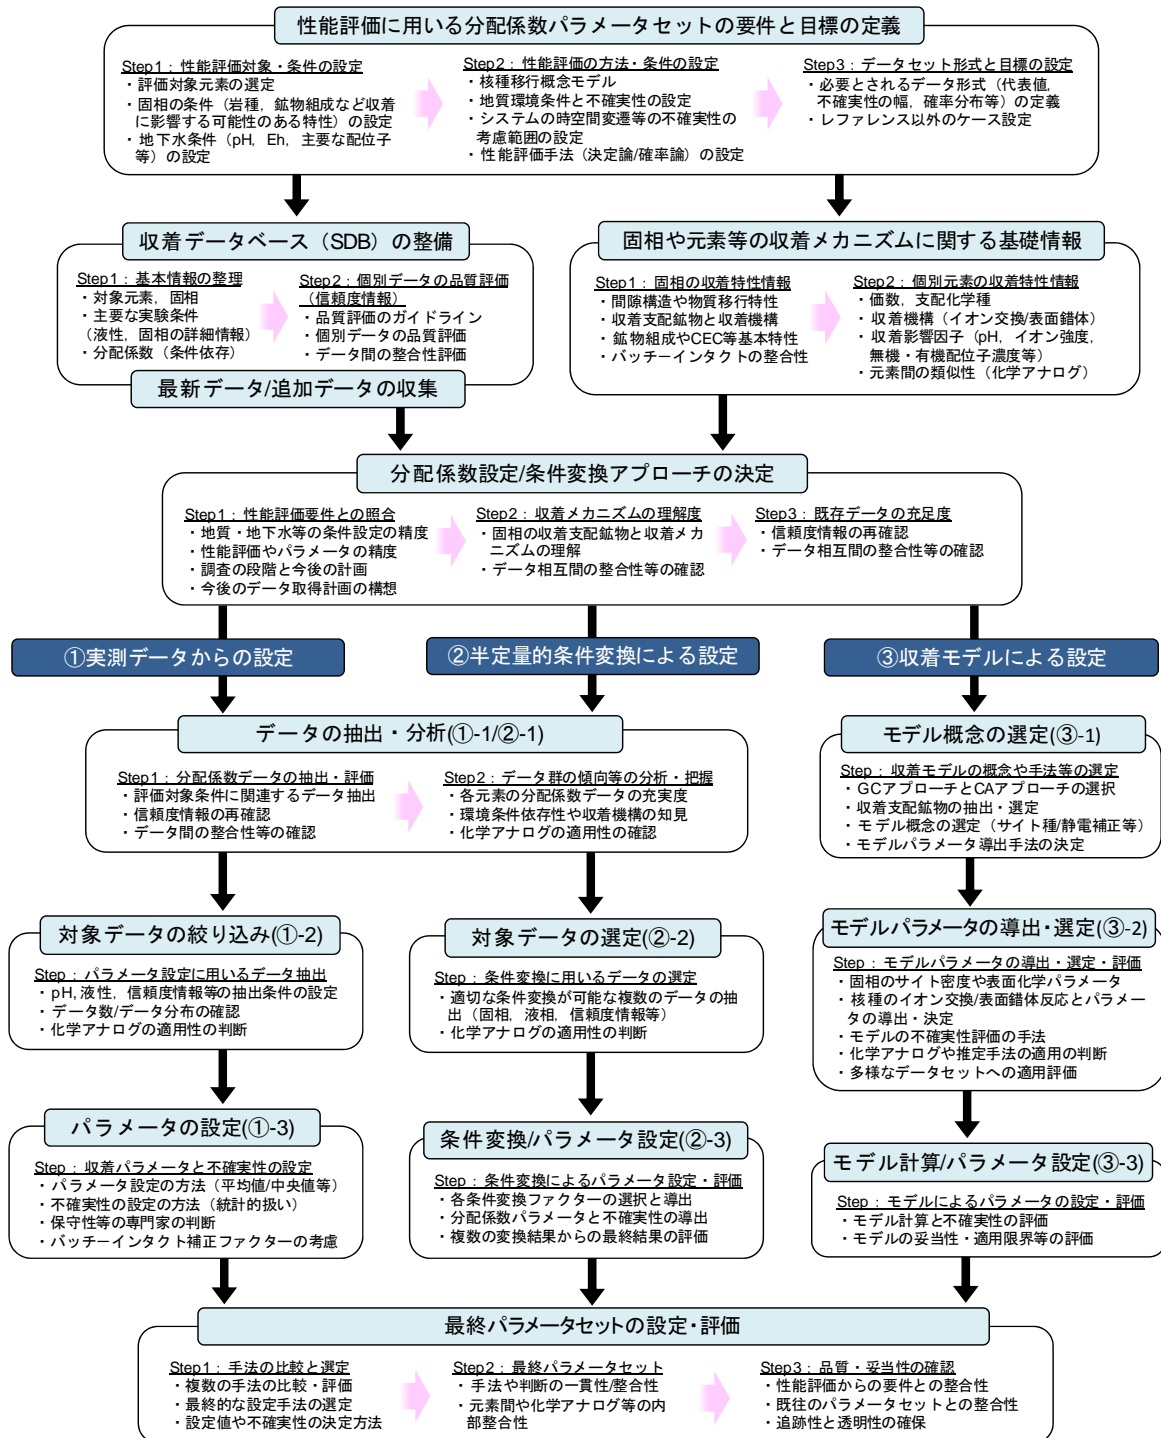 性能評価に用いる分配係数パラメータセットの要件と目標の定義
Step1：性能評価対象・条件の設定
・評価対象元素の選定
・固相の条件（岩種，鉱物組成など収着
に影響する可能性のある特性）の設定
・地下水条件（pH，Eh，主要な配位子
等）の設定
Step2：性能評価の方法・条件の設定
・核種移行概念モデル
・地質環境条件と不確実性の設定
・システムの時空間変遷等の不確実性の
考慮範囲の設定
・性能評価手法（決定論/確率論）の設定
Step3：データセット形式と目標の設定
・必要とされるデータ形式（代表値，
不確実性の幅，確率分布等）の定義
・レファレンス以外のケース設定
収着データベース（SDB）の整備
Step1：基本情報の整理
・対象元素，固相
・主要な実験条件
（液性，固相の詳細情報）
・分配係数（条件依存）
Step2：個別データの品質評価
（信頼度情報）
・品質評価のガイドライン
・個別データの品質評価
・データ間の整合性評価
最新データ/追加データの収集
固相や元素等の収着メカニズムに関する基礎情報
Step1：固相の収着特性情報
・間隙構造や物質移行特性
・収着支配鉱物と収着機構
・鉱物組成やCEC等基本特性
・バッチーインタクトの整合性
Step2：個別元素の収着特性情報
・価数，支配化学種
・収着機構（イオン交換/表面錯体）
・収着影響因子（pH，イオン強度，
無機・有機配位子濃度等）
・元素間の類似性（化学アナログ）
分配係数設定/条件変換アプローチの決定
Step1：性能評価要件との照合
・地質・地下水等の条件設定の精度
・性能評価やパラメータの精度
・調査の段階と今後の計画
・今後のデータ取得計画の構想
Step2：収着メカニズムの理解度
・固相の収着支配鉱物と収着メカ
ニズムの理解
・データ相互間の整合性等の確認
Step3：既存データの充足度
・信頼度情報の再確認
・データ相互間の整合性等の確認
①実測データからの設定
②半定量的条件変換による設定
③収着モデルによる設定
データの抽出・分析(①-1/②-1)
Step1：分配係数データの抽出・評価
・評価対象条件に関連するデータ抽出
・信頼度情報の再確認
・データ間の整合性等の確認
Step2：データ群の傾向等の分析・把握
・各元素の分配係数データの充実度
・環境条件依存性や収着機構の知見
・化学アナログの適用性の確認
モデル概念の選定(③-1)
Step：収着モデルの概念や手法等の選定
・GCアプローチとCAアプローチの選択
・収着支配鉱物の抽出・選定
・モデル概念の選定（サイト種/静電補正等）
・モデルパラメータ導出手法の決定
対象データの絞り込み(①-2)
Step：パラメータ設定に用いるデータ抽出
・pH,液性，信頼度情報等の抽出条件の設定
・データ数/データ分布の確認
・化学アナログの適用性の判断
対象データの選定(②-2)
Step：条件変換に用いるデータの選定
・適切な条件変換が可能な複数のデータの抽
出（固相，液相，信頼度情報等）
・化学アナログの適用性の判断
モデルパラメータの導出・選定(③-2)
Step：モデルパラメータの導出・選定・評価
・固相のサイト密度や表面化学パラメータ
・核種のイオン交換/表面錯体反応とパラメー
タの導出・決定
・モデルの不確実性評価の手法
・化学アナログや推定手法の適用の判断
・多様なデータセットへの適用評価
パラメータの設定(①-3)
Step：収着パラメータと不確実性の設定
・パラメータ設定の方法（平均値/中央値等）
・不確実性の設定の方法（統計的扱い）
・保守性等の専門家の判断
・バッチーインタクト補正ファクターの考慮
条件変換/パラメータ設定(②-3)
Step：条件変換によるパラメータ設定・評価
・各条件変換ファクターの選択と導出
・分配係数パラメータと不確実性の導出
・複数の変換結果からの最終結果の評価
モデル計算/パラメータ設定(③-3)
Step：モデルによるパラメータの設定・評価
・モデル計算と不確実性の評価
・モデルの妥当性・適用限界等の評価
最終パラメータセットの設定・評価
Step1：手法の比較と選定
・複数の手法の比較・評価
・最終的な設定手法の選定
・設定値や不確実性の決定方法
Step2：最終パラメータセット
・手法や判断の一貫性/整合性
・元素間や化学アナログ等の内
部整合性
Step3：品質・妥当性の確認
・性能評価からの要件との整合性
・既往のパラメータセットとの整合性
・追跡性と透明性の確保